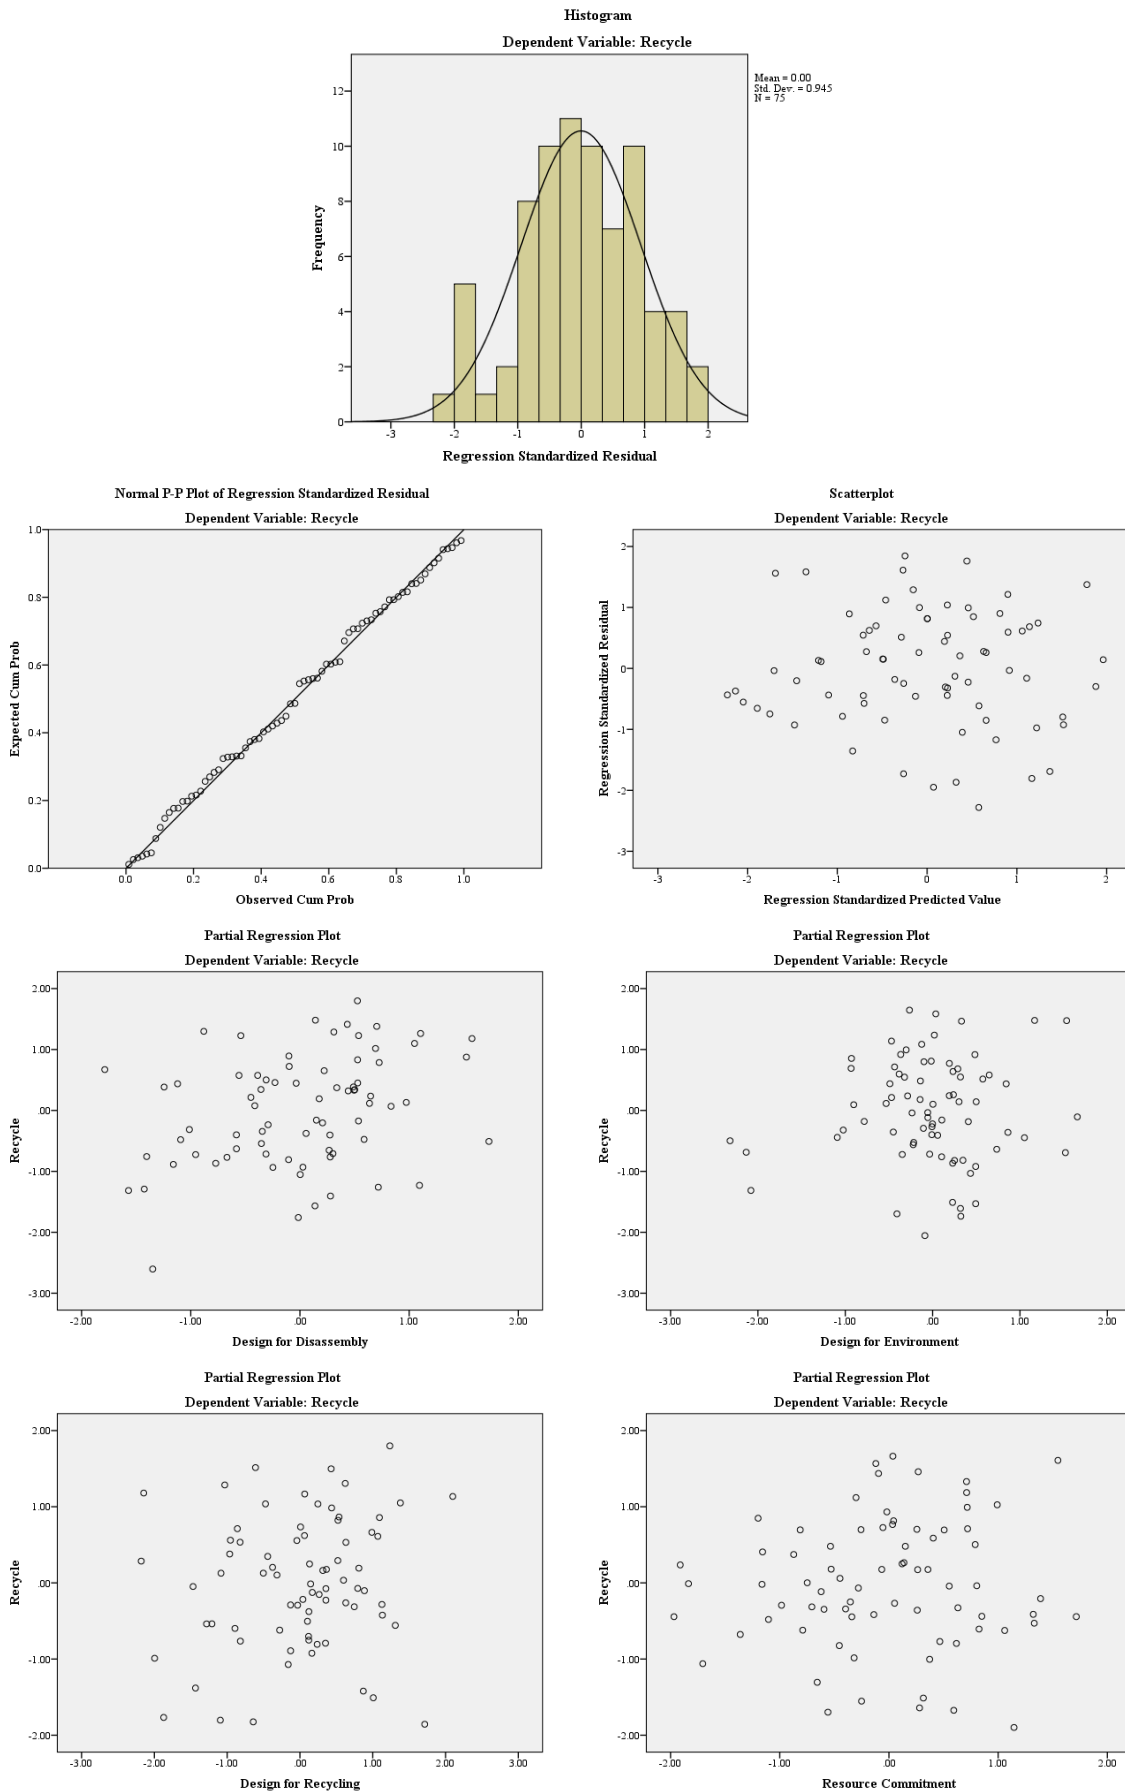 Histogram
Dependent Variable: Recycle
Mean = 0.00
Std. Dev. = 0.945
N = 75
12
10
8
6
4
2
0
Frequency
-3 -2 -1 0 1 2
Regression Standardized Residual
Normal P-P Plot of Regression Standardized Residual
Dependent Variable: Recycle
1.0
0.8
0.6
0.4
0.2
0.0
Expected Cum Prob
0.0 0.2 0.4 0.6 0.8 1.0
Observed Cum Prob
Scatterplot
Dependent Variable: Recycle
2
1
0
-1
-2
-3
Regression Standardized Residual
-3 -2 -1 0 1 2
Regression Standardized Predicted Value
Partial Regression Plot
Dependent Variable: Recycle
2.00
1.00
.00
-1.00
-2.00
-3.00
Recycle
-2.00 -1.00 .00 1.00 2.00
Design for Disassembly
Partial Regression Plot
Dependent Variable: Recycle
2.00
1.00
.00
-1.00
-2.00
-3.00
Recycle
-3.00 -2.00 -1.00 .00 1.00 2.00
Design for Environment
Partial Regression Plot
Dependent Variable: Recycle
2.00
1.00
.00
-1.00
-2.00
Recycle
-3.00 -2.00 -1.00 .00 1.00 2.00 3.00
Design for Recycling
Partial Regression Plot
Dependent Variable: Recycle
2.00
1.00
.00
-1.00
-2.00
Recycle
-2.00 -1.00 .00 1.00 2.00
Resource Commitment